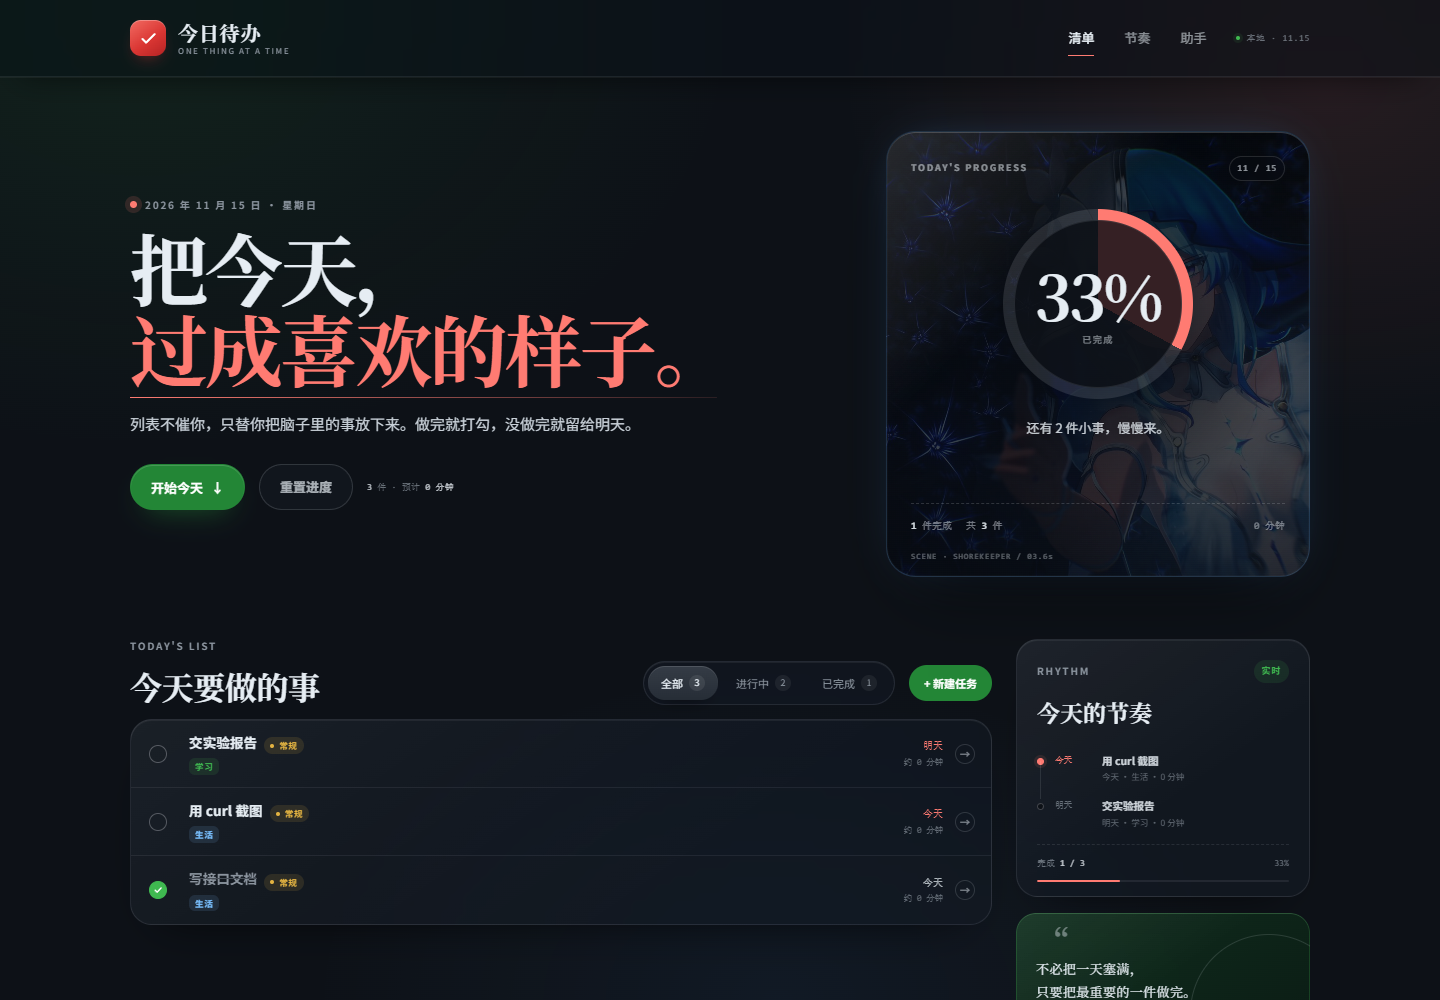 今日待办
ONE THING AT A TIME
清单
节奏
助手
本地 · 11.15
2026 年 11 月 15 日 · 星期日
把今天，
过成喜欢的样子。
列表不催你，只替你把脑子里的事放下来。做完就打勾，没做完就留给明天。
开始今天 ↓
重置进度
3 件 · 预计 0 分钟
TODAY'S PROGRESS
11 / 15
33%
已完成
还有 2 件小事，慢慢来。
1 件完成 共 3 件
0 分钟
SCENE · SHOREKEEPER / 03.6s
TODAY'S LIST
今天要做的事
全部 3
进行中 2
已完成 1
+ 新建任务
交实验报告
常规
学习
明天
约 0 分钟
→
用 curl 截图
常规
生活
今天
约 0 分钟
→
写接口文档
常规
生活
今天
约 0 分钟
→
RHYTHM
实时
今天的节奏
今天
用 curl 截图
今天 · 生活 · 0 分钟
明天
交实验报告
明天 · 学习 · 0 分钟
完成 1 / 3
33%
“
不必把一天塞满，
只要把最重要的一件做完。